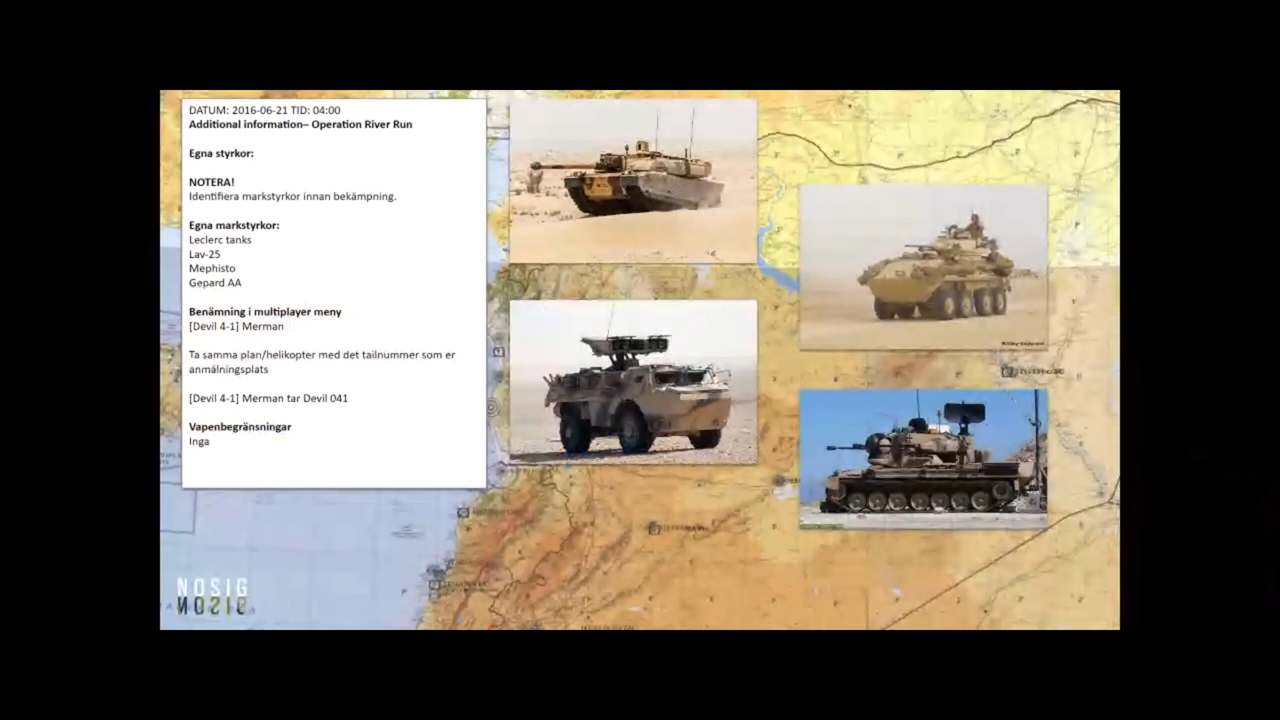 DATUM: 2016-06-21 TID: 04:00
Additional information– Operation River Run
Egna styrkor:
NOTERA!
Identifiera markstyrkor innan bekämpning.
Egna markstyrkor:
Leclerc tanks
Lav-25
Mephisto
Gepard AA
Benämning i multiplayer meny
[Devil 4-1] Merman
Ta samma plan/helikopter med det tailnummer som er
anmälningsplats
[Devil 4-1] Merman tar Devil 041
Vapenbegränsningar
Inga
NOSIG